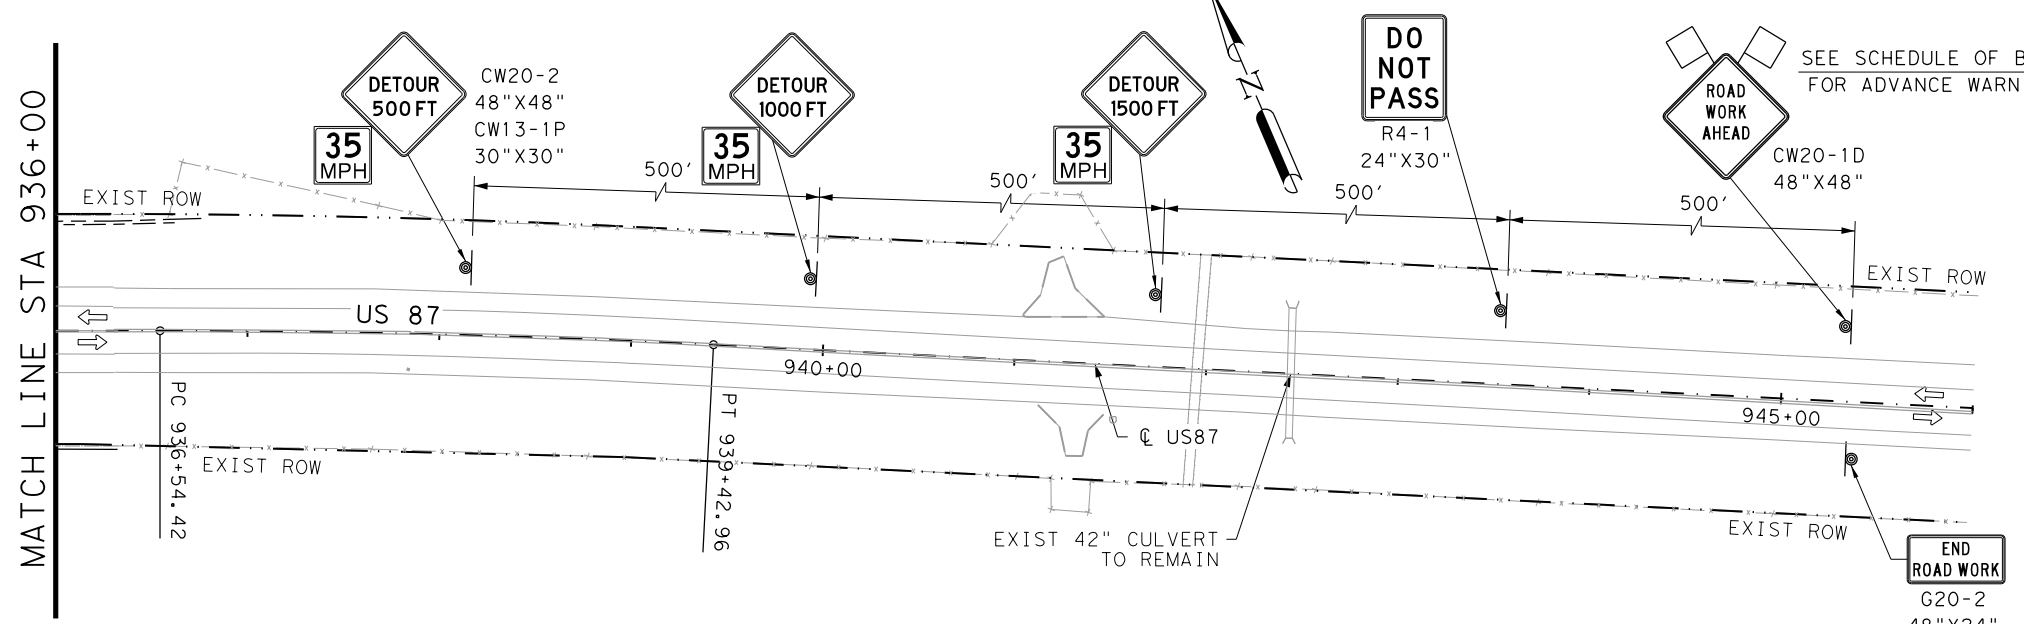 MATCH LINE STA 936+00
DETOUR
500 FT
35
MPH
CW20-2
48"X48"
CW13-1P
30"X30"
DETOUR
1000 FT
35
MPH
DETOUR
1500 FT
35
MPH
N
DO
NOT
PASS
R4-1
24"X30"
ROAD
WORK
AHEAD
CW20-1D
48"X48"
SEE SCHEDULE OF B
FOR ADVANCE WARN
500'
500'
500'
500'
EXIST ROW
EXIST ROW
US 87
940+00
945+00
PC 936+54.42
PT 939+42.96
℄ US87
EXIST ROW
EXIST 42" CULVERT
TO REMAIN
EXIST ROW
END
ROAD WORK
G20-2
48"X24"